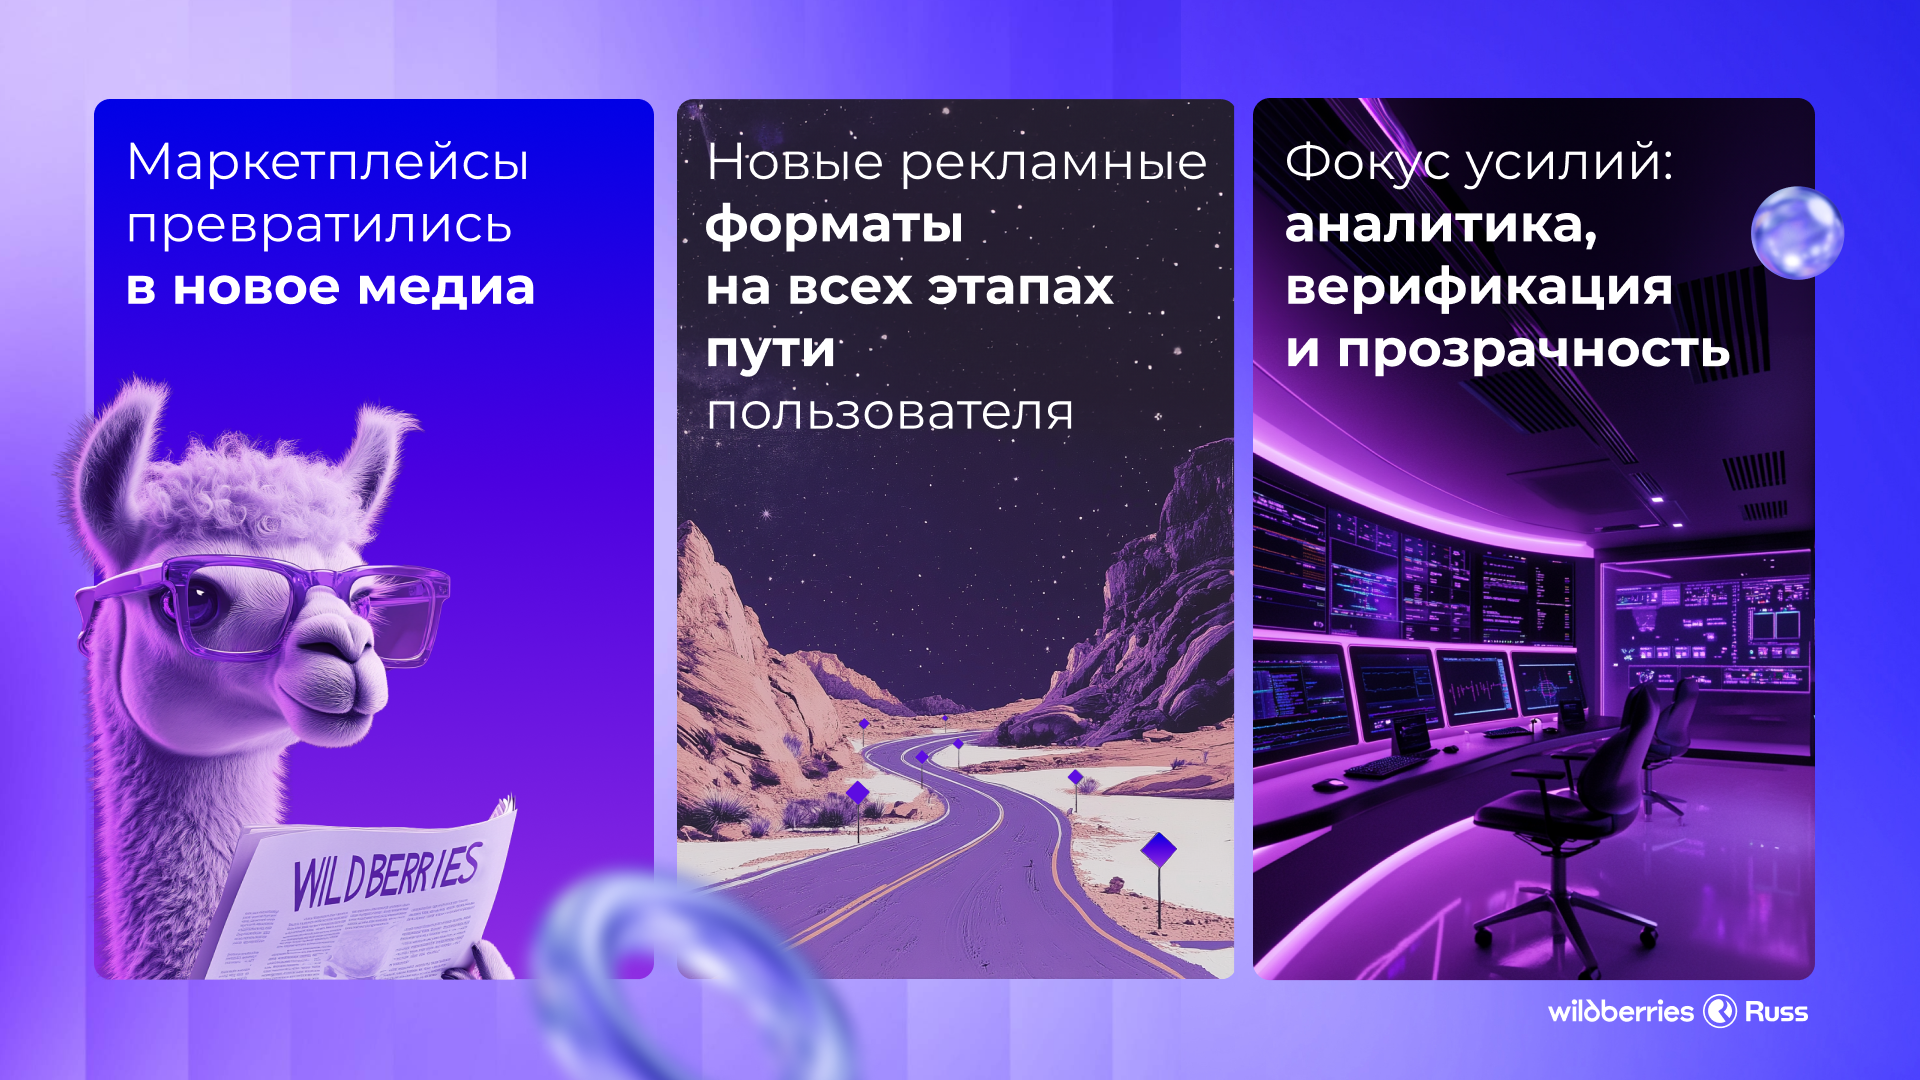 Маркетплейсы
превратились
в новое медиа
WILDBERRIES
Новые рекламные
форматы
на всех этапах
пути
пользователя
Фокус усилий:
аналитика,
верификация
и прозрачность
wildberries Russ